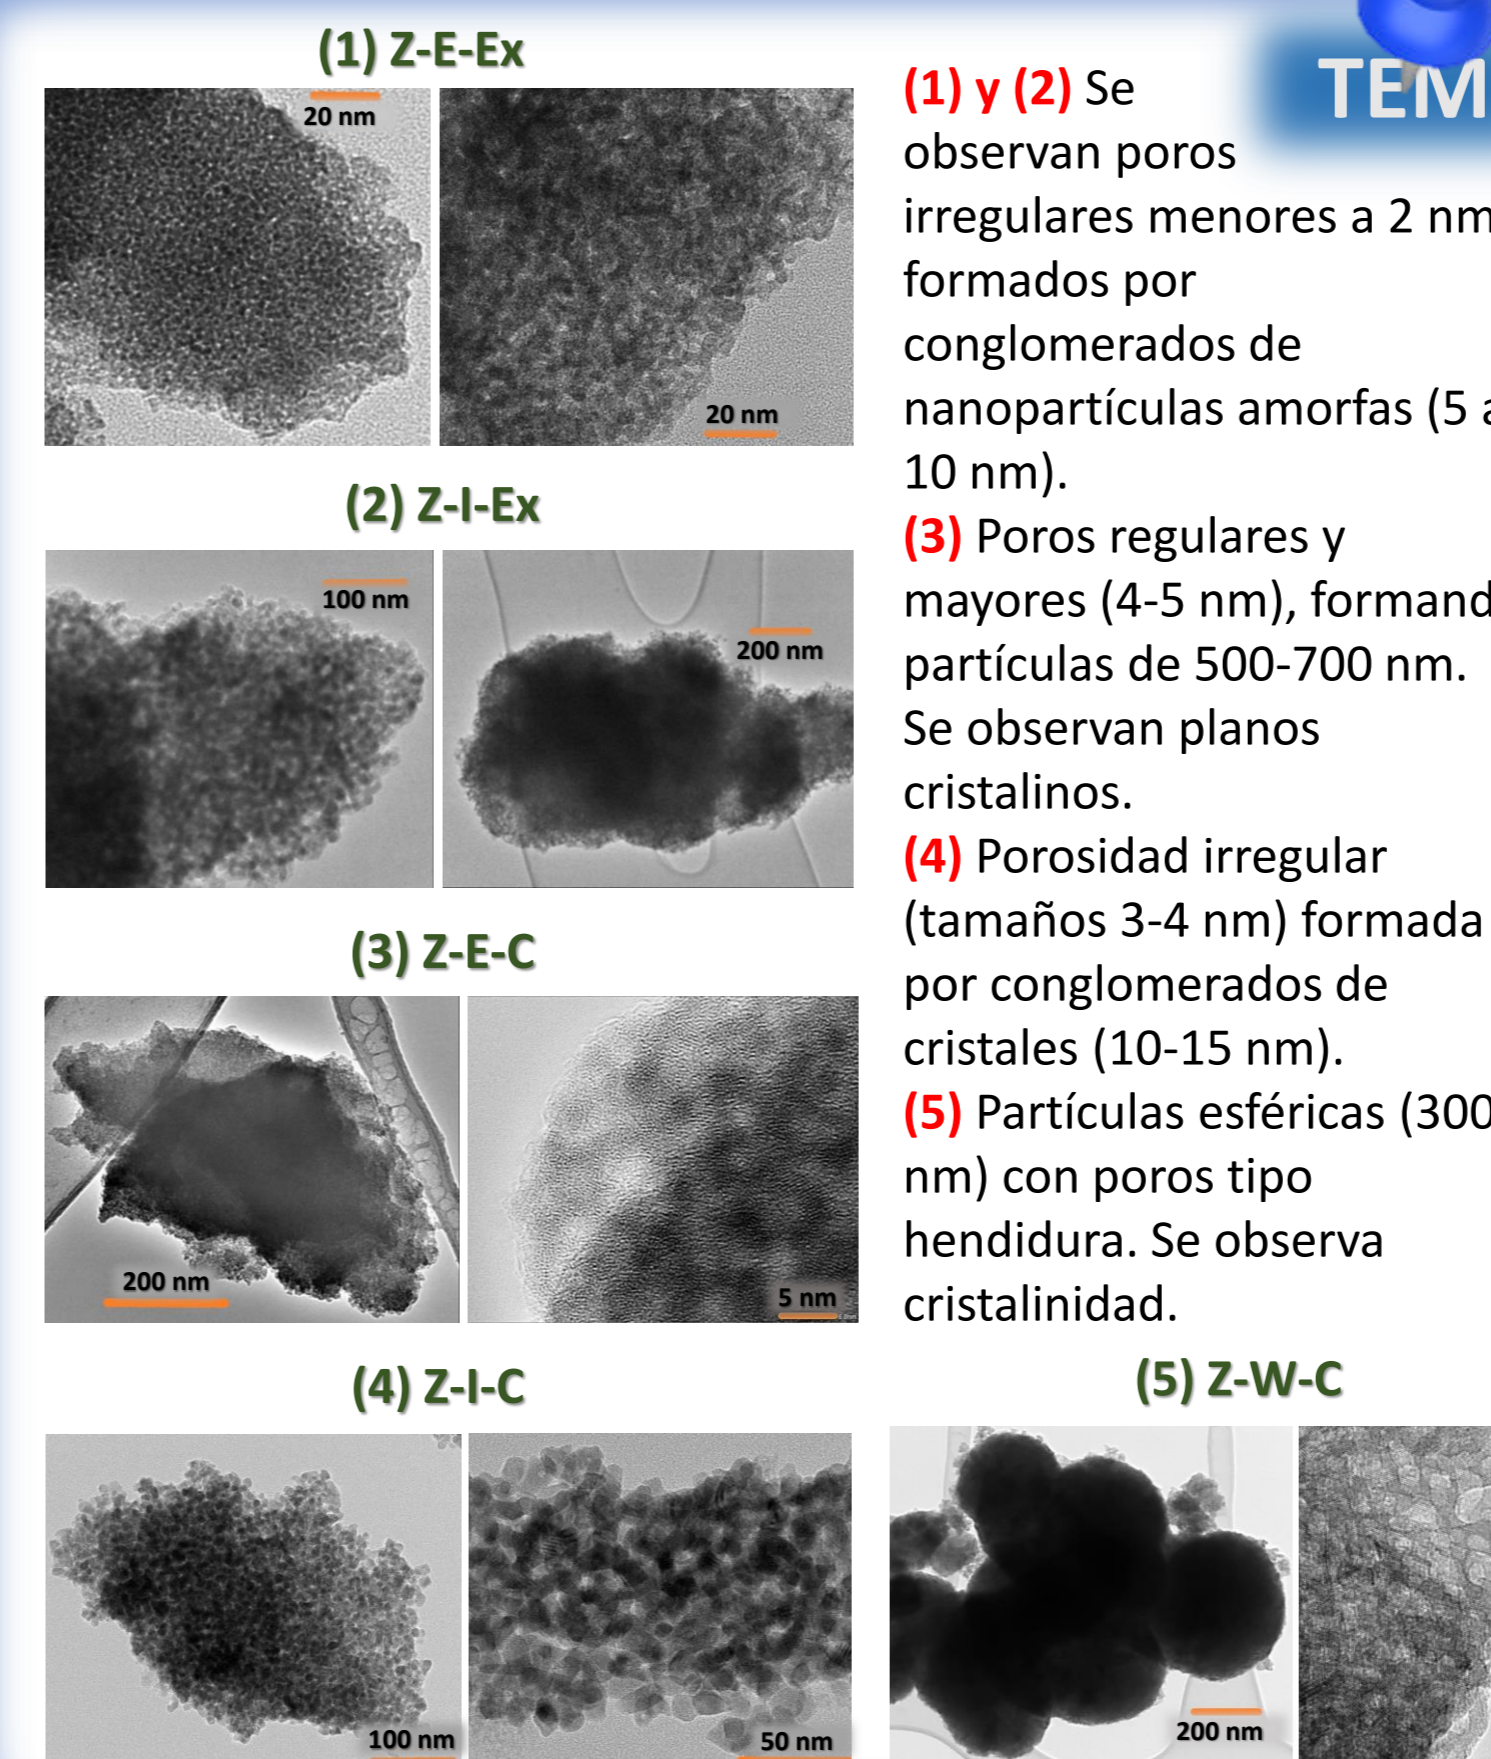 (1) Z-E-Ex
20 nm
20 nm
(2) Z-I-Ex
100 nm
200 nm
(3) Z-E-C
200 nm
5 nm
(4) Z-I-C
100 nm
50 nm
TEM
(1) y (2) Se
observan poros
irregulares menores a 2 nm
formados por
conglomerados de
nanopartículas amorfas (5 a
10 nm).
(3) Poros regulares y
mayores (4-5 nm), formand
partículas de 500-700 nm.
Se observan planos
cristalinos.
(4) Porosidad irregular
(tamaños 3-4 nm) formada
por conglomerados de
cristales (10-15 nm).
(5) Partículas esféricas (300
nm) con poros tipo
hendidura. Se observa
cristalinidad.
(5) Z-W-C
200 nm